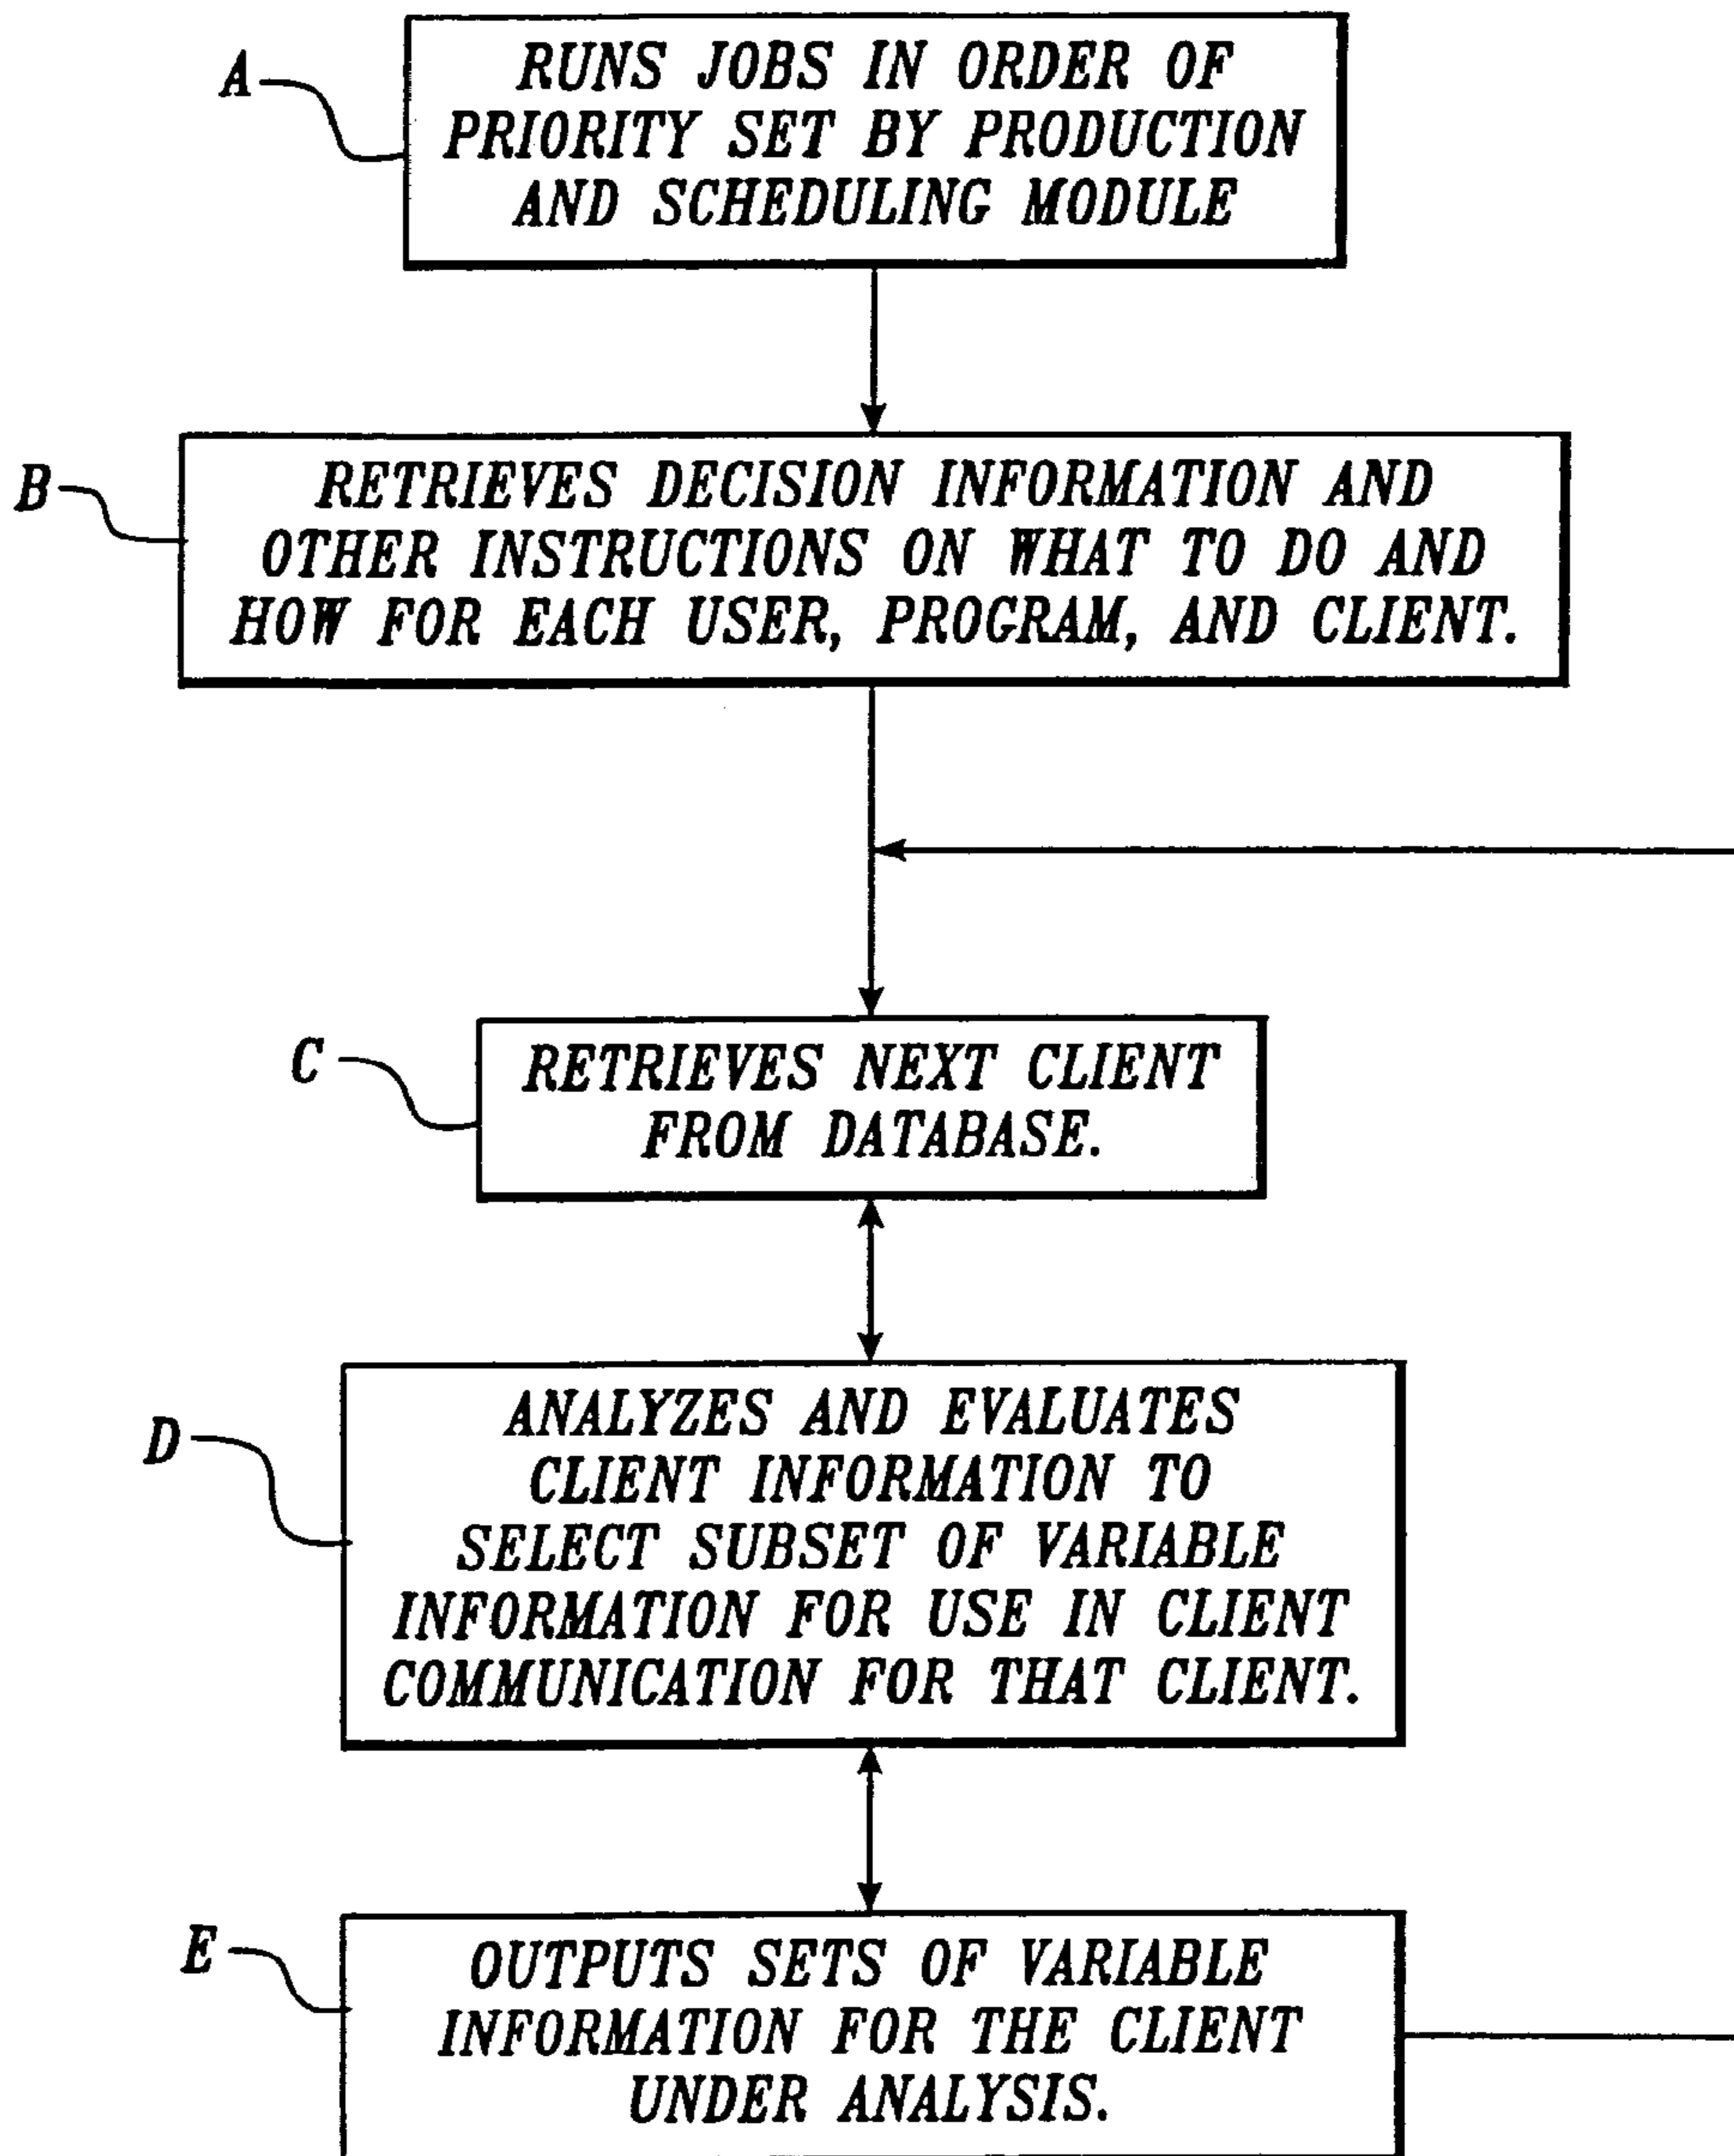 A
RUNS JOBS IN ORDER OF
PRIORITY SET BY PRODUCTION
AND SCHEDULING MODULE
B
RETRIEVES DECISION INFORMATION AND
OTHER INSTRUCTIONS ON WHAT TO DO AND
HOW FOR EACH USER, PROGRAM, AND CLIENT.
C
RETRIEVES NEXT CLIENT
FROM DATABASE.
D
ANALYZES AND EVALUATES
CLIENT INFORMATION TO
SELECT SUBSET OF VARIABLE
INFORMATION FOR USE IN CLIENT
COMMUNICATION FOR THAT CLIENT.
E
OUTPUTS SETS OF VARIABLE
INFORMATION FOR THE CLIENT
UNDER ANALYSIS.